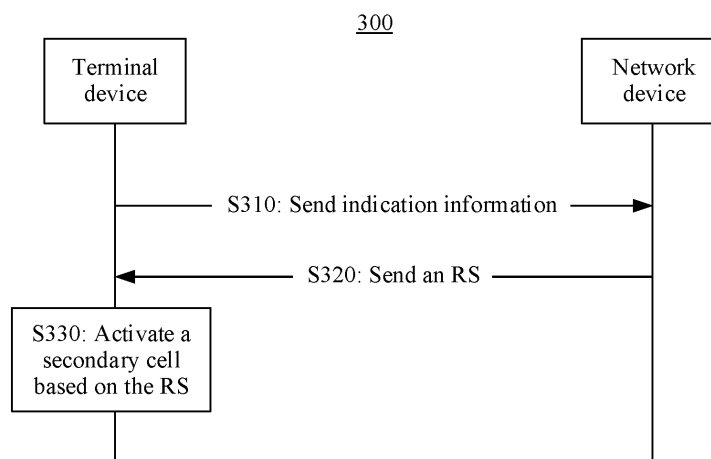 300
Terminal
device
Network
device
S310: Send indication information
S320: Send an RS
S330: Activate a
secondary cell
based on the RS